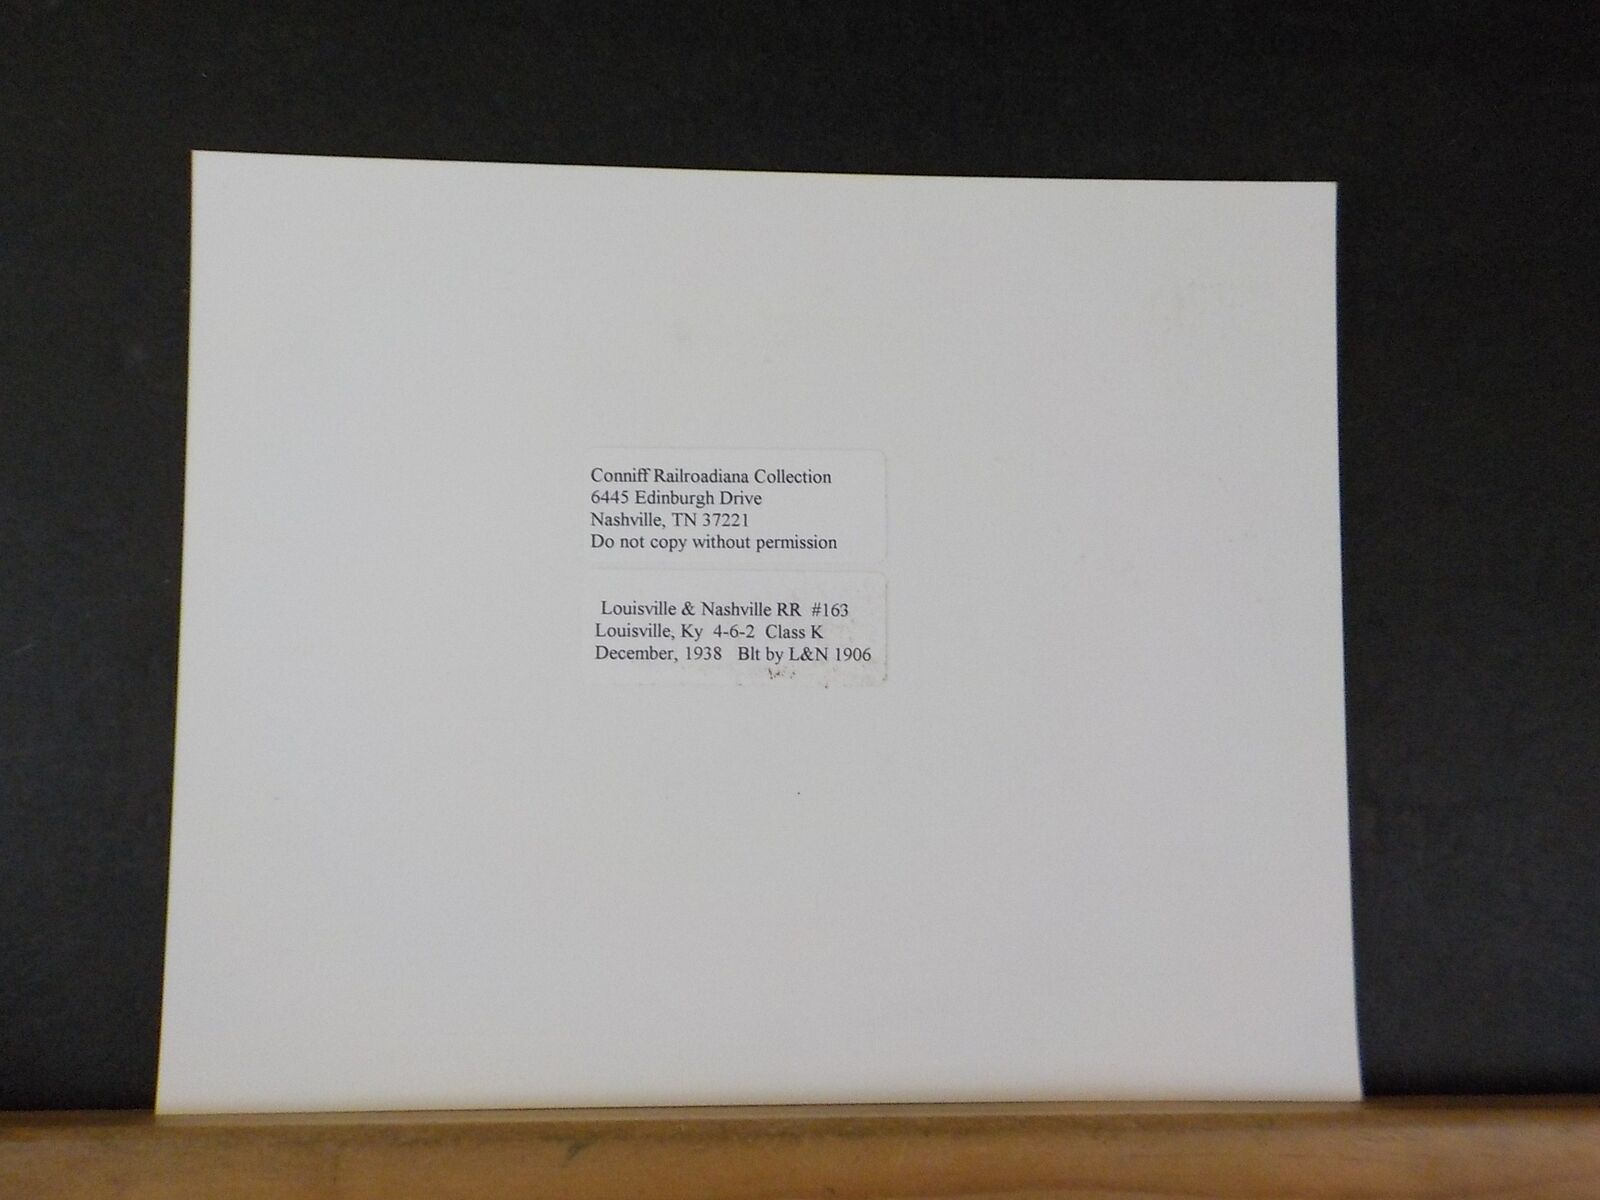 Conniff Railroadiana Collection
6445 Edinburgh Drive
Nashville, TN 37221
Do not copy without permission
Louisville & Nashville RR  #163
Louisville, Ky  4-6-2  Class K
December, 1938   Blt by L&N 1906